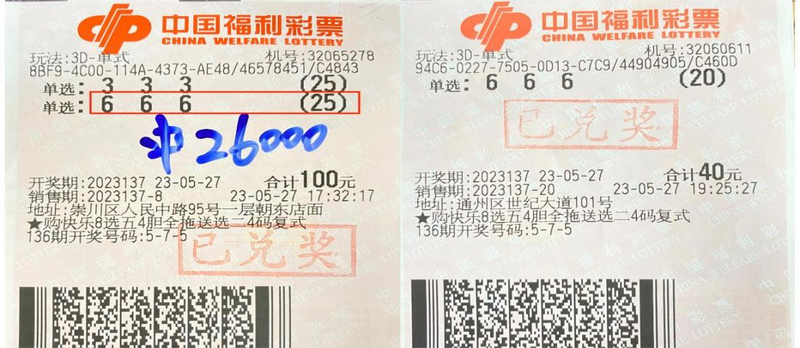 中国福利彩票
CHINA WELFARE LOTTERY
玩法:3D-单式 机号:32065278
8BF9-4C00-114A-4373-AE48/46578451/C4843
单选: 3 3 3 (25)
单选: 6 6 6 (25)
中26000
开奖期:2023137 23-05-27 合计100元
销售期:2023137-8 23-05-27 17:32:17
地址:崇川区人民中路95号一层朝东店面
★购快乐8选五4胆全拖送选二4码复式
136期开奖号码:5-7-5
已兑奖
中国福利彩票
CHINA WELFARE LOTTERY
玩法:3D-单式 机号:32060611
94C6-0227-7505-0D13-C7C9/44904905/C460D
单选: 6 6 6 (20)
已兑奖
开奖期:2023137 23-05-27 合计40元
销售期:2023137-20 23-05-27 19:25:27
地址:通州区世纪大道101号
★购快乐8选五4胆全拖送选二4码复式
136期开奖号码:5-7-5